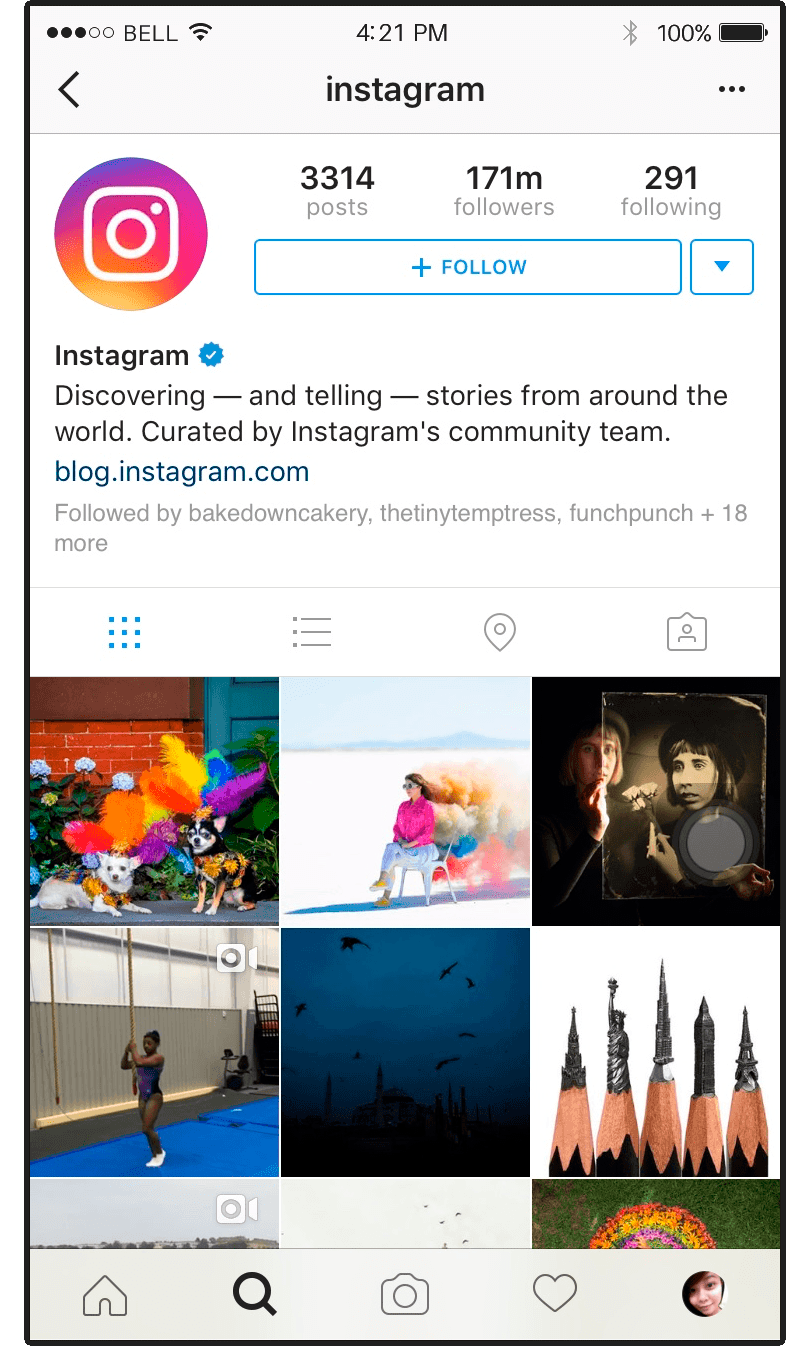 BELL 4:21 PM 100%
instagram
3314 171m 291
posts followers following
+ FOLLOW
Instagram
Discovering — and telling — stories from around the
world. Curated by Instagram's community team.
blog.instagram.com
Followed by bakedowncakery, thetinytemptress, funchpunch + 18
more